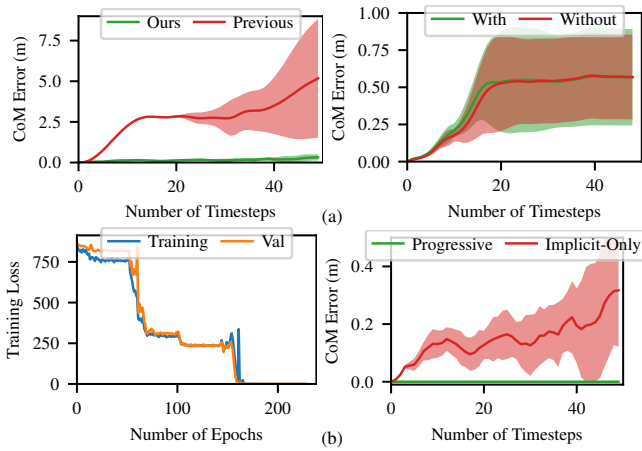 Ours Previous
CoM Error (m)
0.0 2.5 5.0 7.5
0 20 40
Number of Timesteps
With Without
CoM Error (m)
0.00 0.25 0.50 0.75 1.00
0 20 40
Number of Timesteps
(a)
Training Val
Training Loss
0 250 500 750
0 100 200
Number of Epochs
Progressive Implicit-Only
CoM Error (m)
0.0 0.2 0.4
0 20 40
Number of Timesteps
(b)